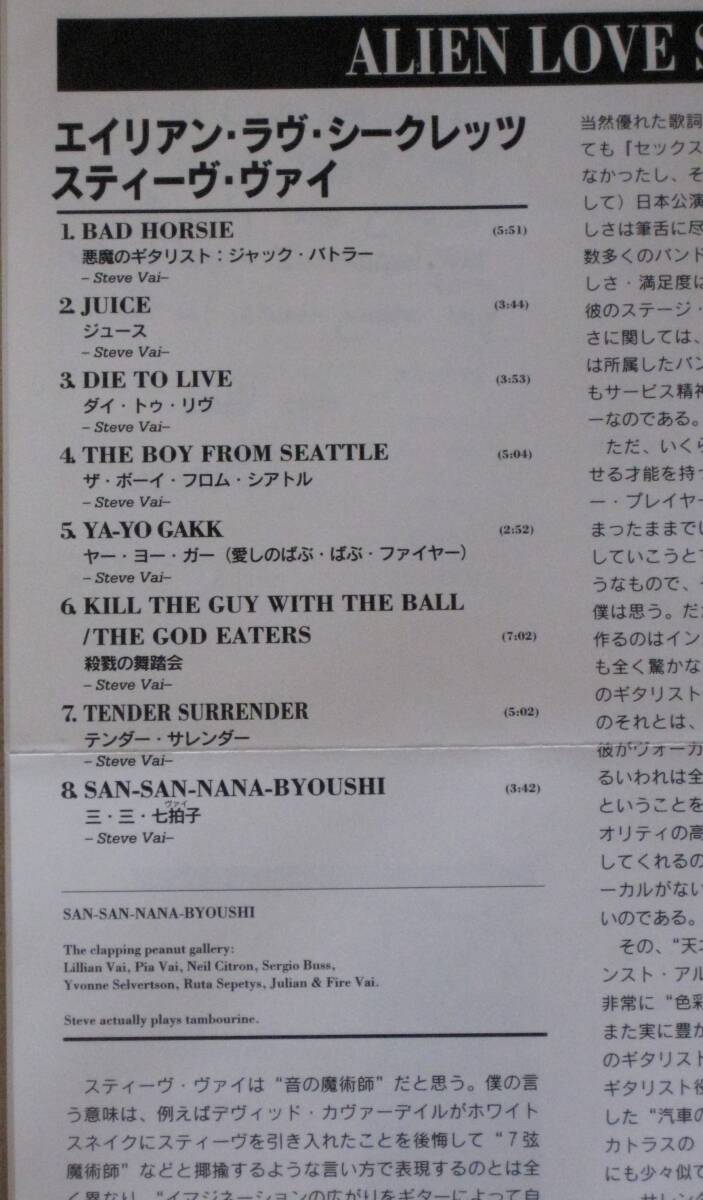 ALIEN LOVE
エイリアン・ラヴ・シークレッツ
スティーヴ・ヴァイ
1. BAD HORSIE (5:51)
悪魔のギタリスト：ジャック・バトラー
– Steve Vai–
2. JUICE (3:44)
ジュース
– Steve Vai–
3. DIE TO LIVE (3:53)
ダイ・トゥ・リヴ
– Steve Vai–
4. THE BOY FROM SEATTLE (5:04)
ザ・ボーイ・フロム・シアトル
– Steve Vai–
5. YA-YO GAKK (2:52)
ヤー・ヨー・ガー（愛しのばぶ・ばぶ・ファイヤー）
– Steve Vai–
6. KILL THE GUY WITH THE BALL
/THE GOD EATERS (7:02)
殺戮の舞踏会
– Steve Vai–
7. TENDER SURRENDER (5:02)
テンダー・サレンダー
– Steve Vai–
8. SAN-SAN-NANA-BYOUSHI (3:42)
ヴァイ
三・三・七拍子
– Steve Vai–
SAN-SAN-NANA-BYOUSHI
The clapping peanut gallery:
Lillian Vai, Pia Vai, Neil Citron, Sergio Buss,
Yvonne Selvertson, Ruta Sepetys, Julian & Fire Vai.
Steve actually plays tambourine.
スティーヴ・ヴァイは“音の魔術師”だと思う。僕の言
う意味は、例えばデヴィッド・カヴァーデイルがホワイト
スネイクにスティーヴを引き入れたことを後悔して“7弦
魔術師”などと揶揄するような言い方で表現するのとは全
く異なり、“イマジネーションの広がりをギターによって自
当然優れた歌詞
ても『セックス
なかったし、そ
して）日本公演
しさは筆舌に尽
数多くのバンド
しさ・満足度は
彼のステージ・
さに関しては、
は所属したバン
もサービス精神
ーなのである。
ただ、いくら
せる才能を持つ
ー・プレイヤー
まったままでい
していこうと
うなもので、そ
僕は思う。だ
作るのはイン
も全く驚かな
のギタリスト
のそれとは、
彼がヴォーカ
るいわれは全
ということを
オリティの高
してくれるの
ーカルがない
いのである。
その、“天
ンスト・アル
非常に“色彩
また実に豊か
のギタリスト
ギタリスト役
した“汽車の
カトラスの
にも少々似て